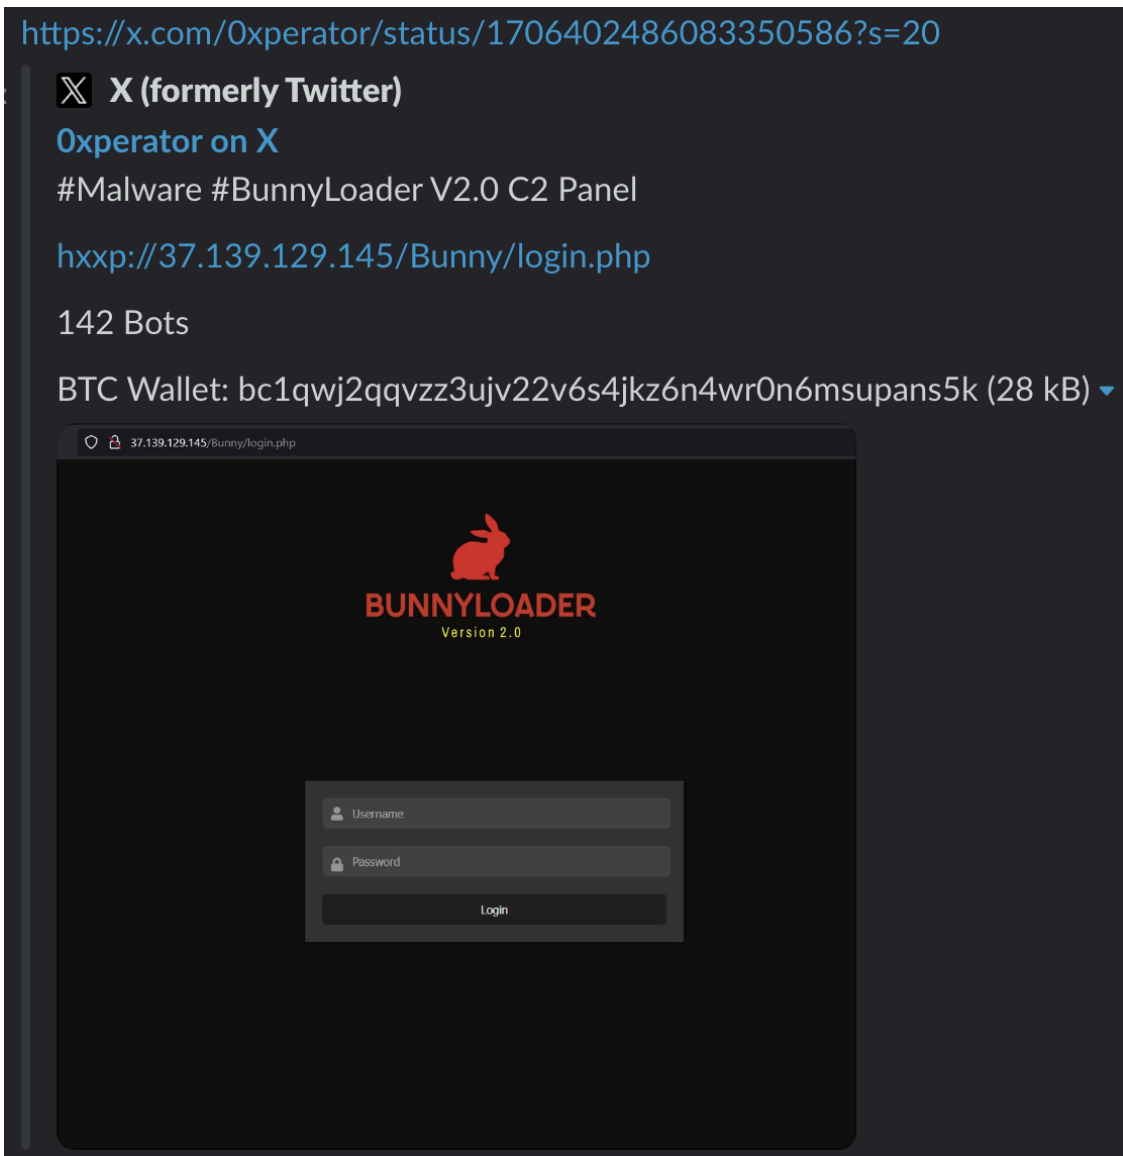 https://x.com/0xperator/status/1706402486083350586?s=20
X (formerly Twitter)
0xperator on X
#Malware #BunnyLoader V2.0 C2 Panel
hxxp://37.139.129.145/Bunny/login.php
142 Bots
BTC Wallet: bc1qwj2qqvzz3ujv22v6s4jkz6n4wr0n6msupans5k (28 kB)
37.139.129.145/Bunny/login.php
BUNNYLOADER
Version 2.0
Username
Password
Login